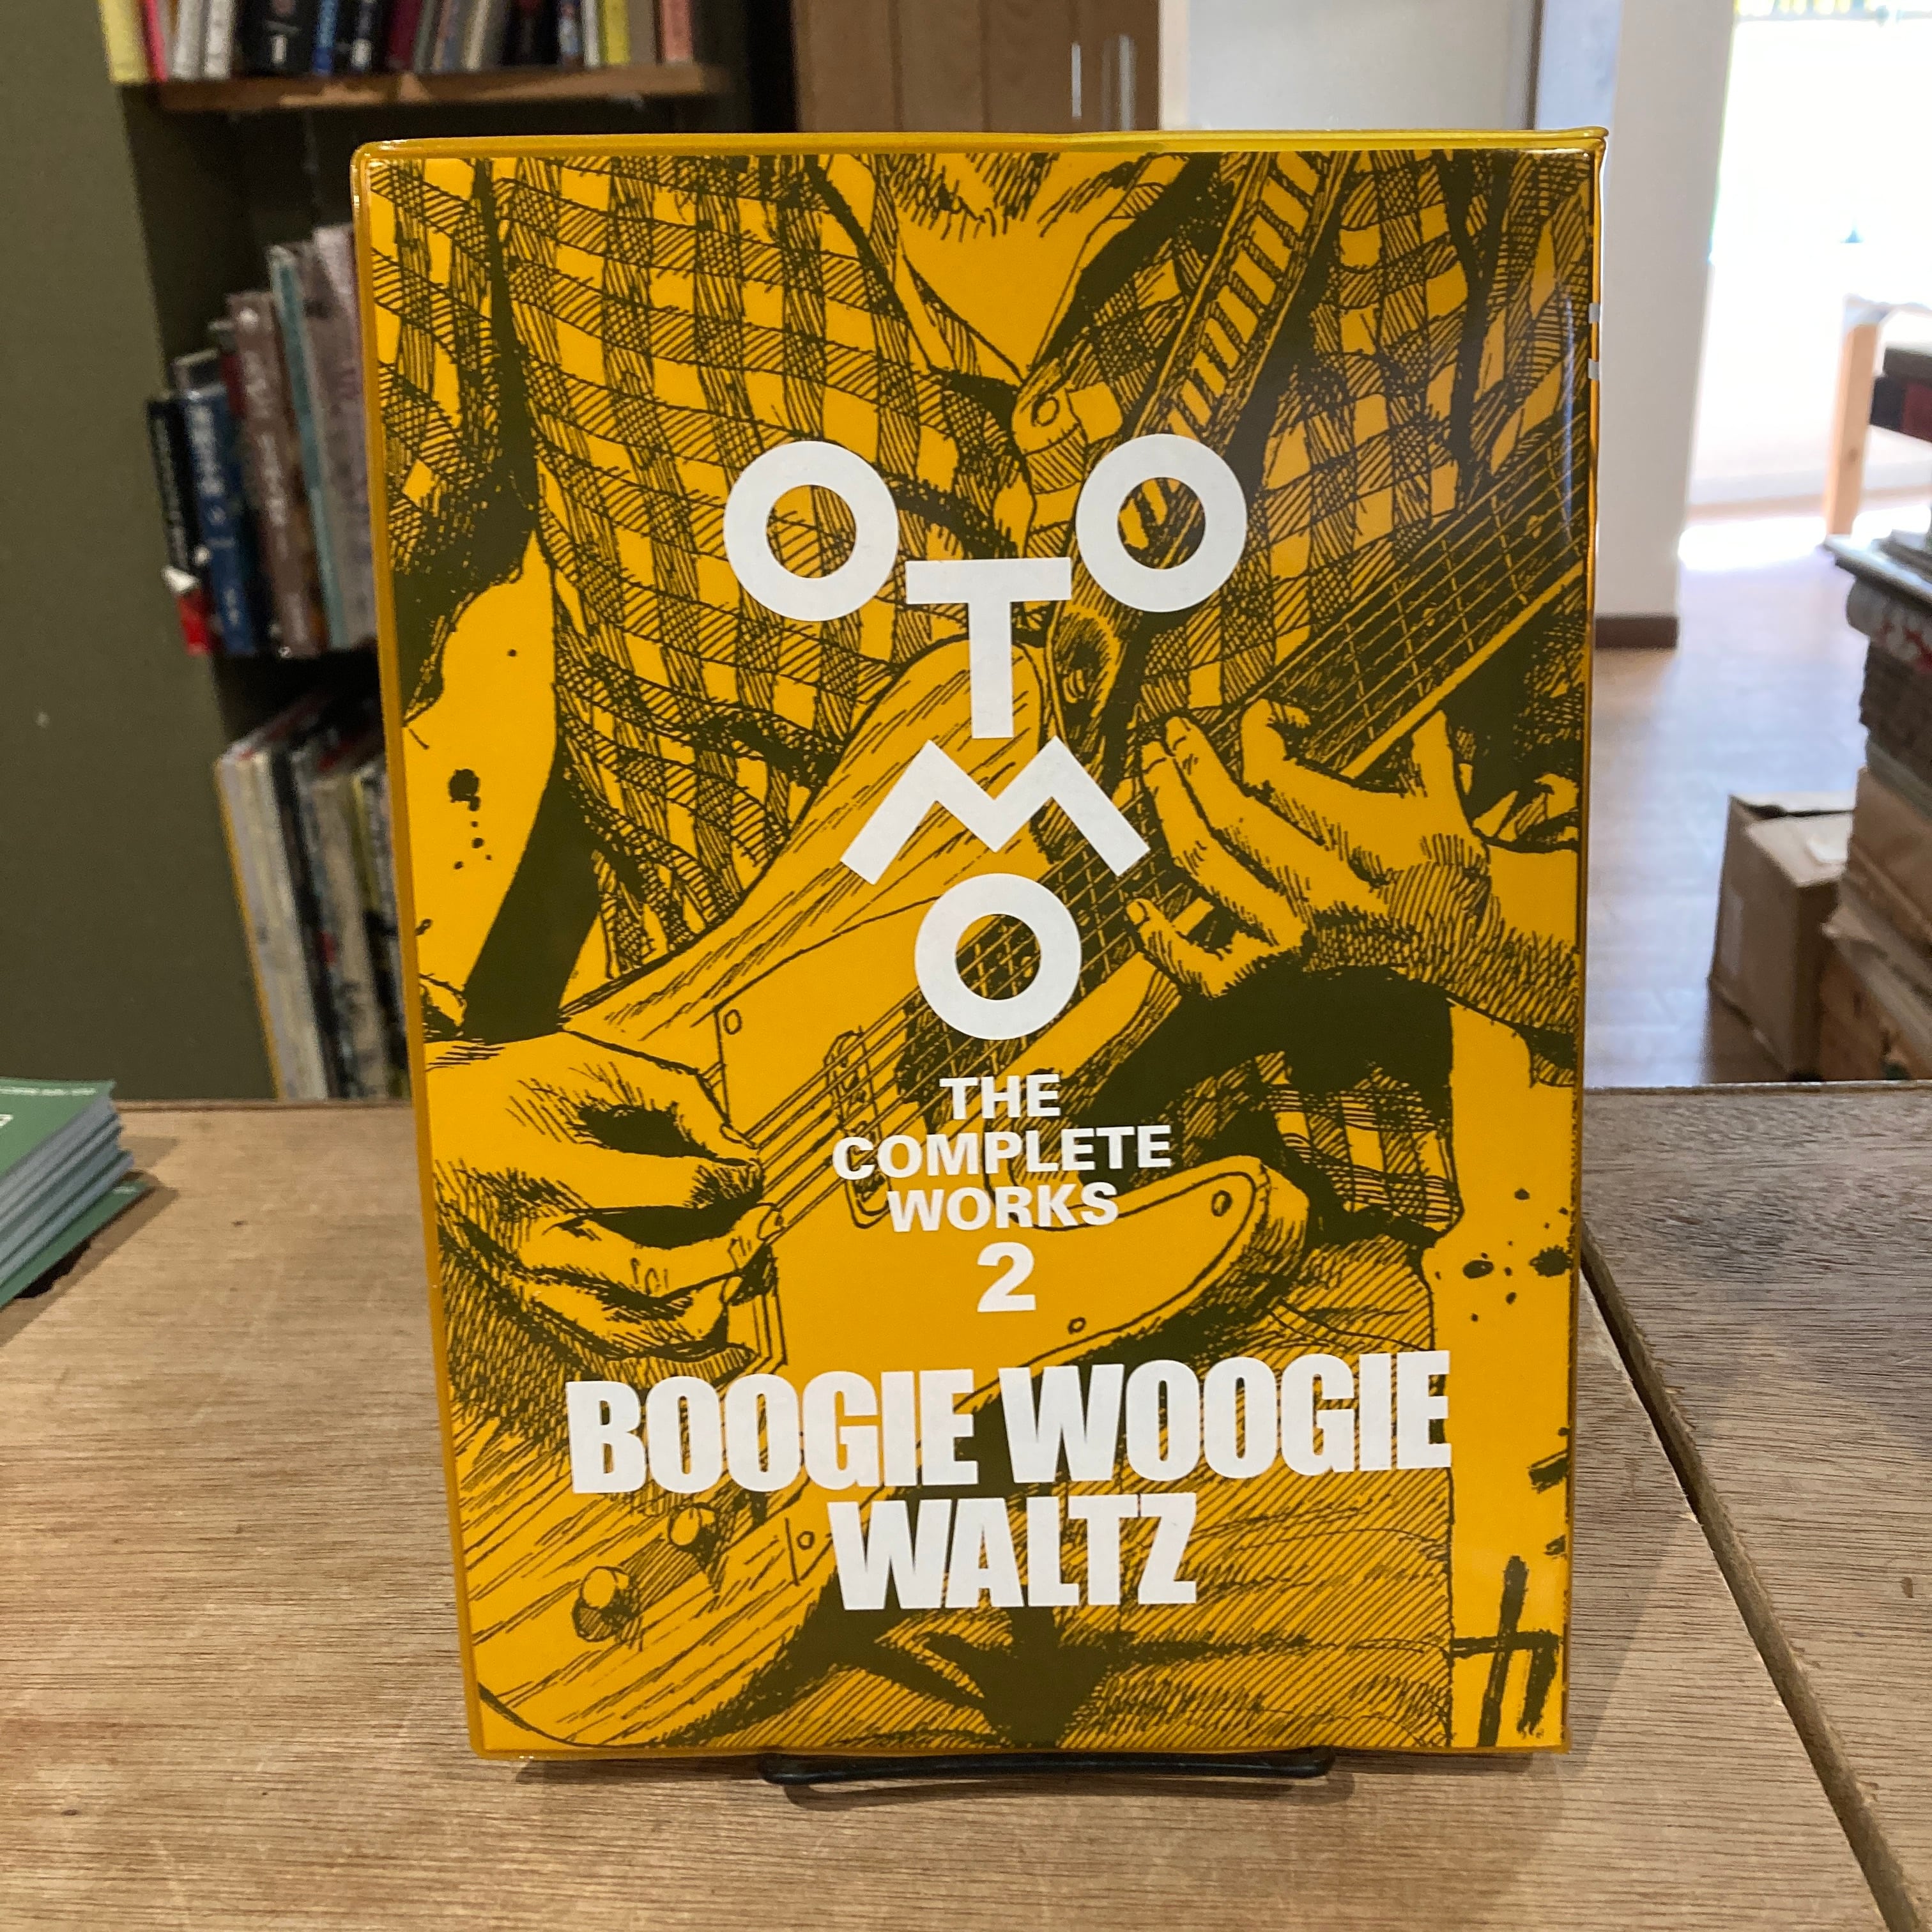 OTOMO
THE
COMPLETE
WORKS
2
BOOGIE WOOGIE
WALTZ